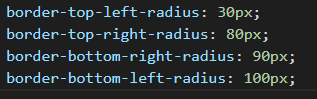 border-top-left-radius: 30px;
border-top-right-radius: 80px;
border-bottom-right-radius: 90px;
border-bottom-left-radius: 100px;